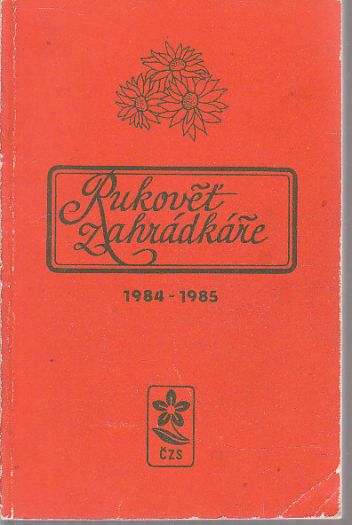 Rukověť
Zahrádkáře
1984 - 1985
ČZS